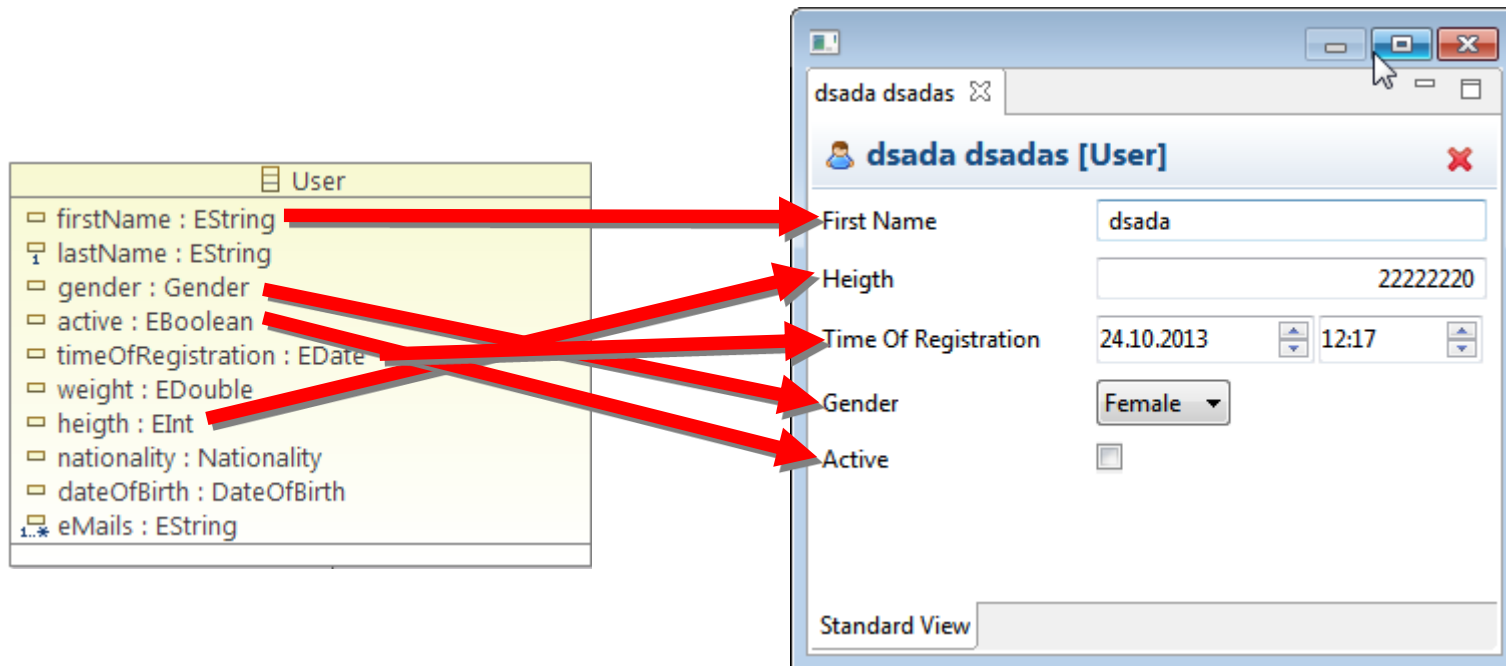 User
firstName : EString
1 lastName : EString
gender : Gender
active : EBoolean
timeOfRegistration : EDate
weight : EDouble
heigth : EInt
nationality : Nationality
dateOfBirth : DateOfBirth
1..* eMails : EString
dsada dsadas
dsada dsadas [User]
First Name dsada
Heigth 22222220
Time Of Registration 24.10.2013 12:17
Gender Female
Active
Standard View